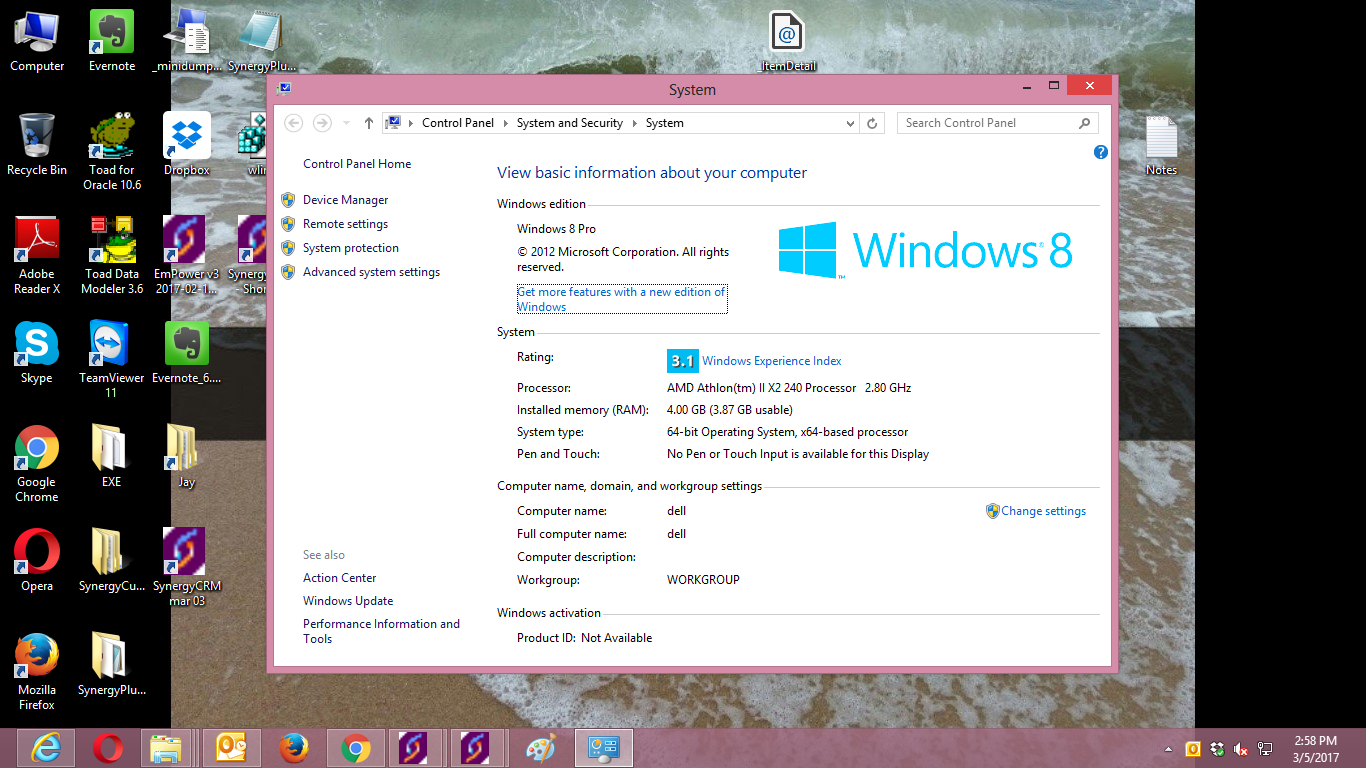 Computer
Evernote
_minidump...
SynergyPlu...
_ItemDetail
Recycle Bin
Toad for
Oracle 10.6
Dropbox
Notes
Adobe
Reader X
Toad Data
Modeler 3.6
EmPower v3
2017-02-1...
Skype
TeamViewer
11
Evernote_6....
Google
Chrome
EXE
Jay
Opera
SynergyCu...
SynergyCRM
mar 03
Mozilla
Firefox
SynergyPlu...
System
Control Panel
System and Security
System
Search Control Panel
Control Panel Home
Device Manager
Remote settings
System protection
Advanced system settings
See also
Action Center
Windows Update
Performance Information and
Tools
View basic information about your computer
Windows edition
Windows 8 Pro
© 2012 Microsoft Corporation. All rights
reserved.
Get more features with a new edition of
Windows
Windows® 8
System
Rating: 3.1 Windows Experience Index
Processor: AMD Athlon(tm) II X2 240 Processor 2.80 GHz
Installed memory (RAM): 4.00 GB (3.87 GB usable)
System type: 64-bit Operating System, x64-based processor
Pen and Touch: No Pen or Touch Input is available for this Display
Computer name, domain, and workgroup settings
Computer name: dell
Change settings
Full computer name: dell
Computer description:
Workgroup: WORKGROUP
Windows activation
Product ID: Not Available
2:58 PM
3/5/2017